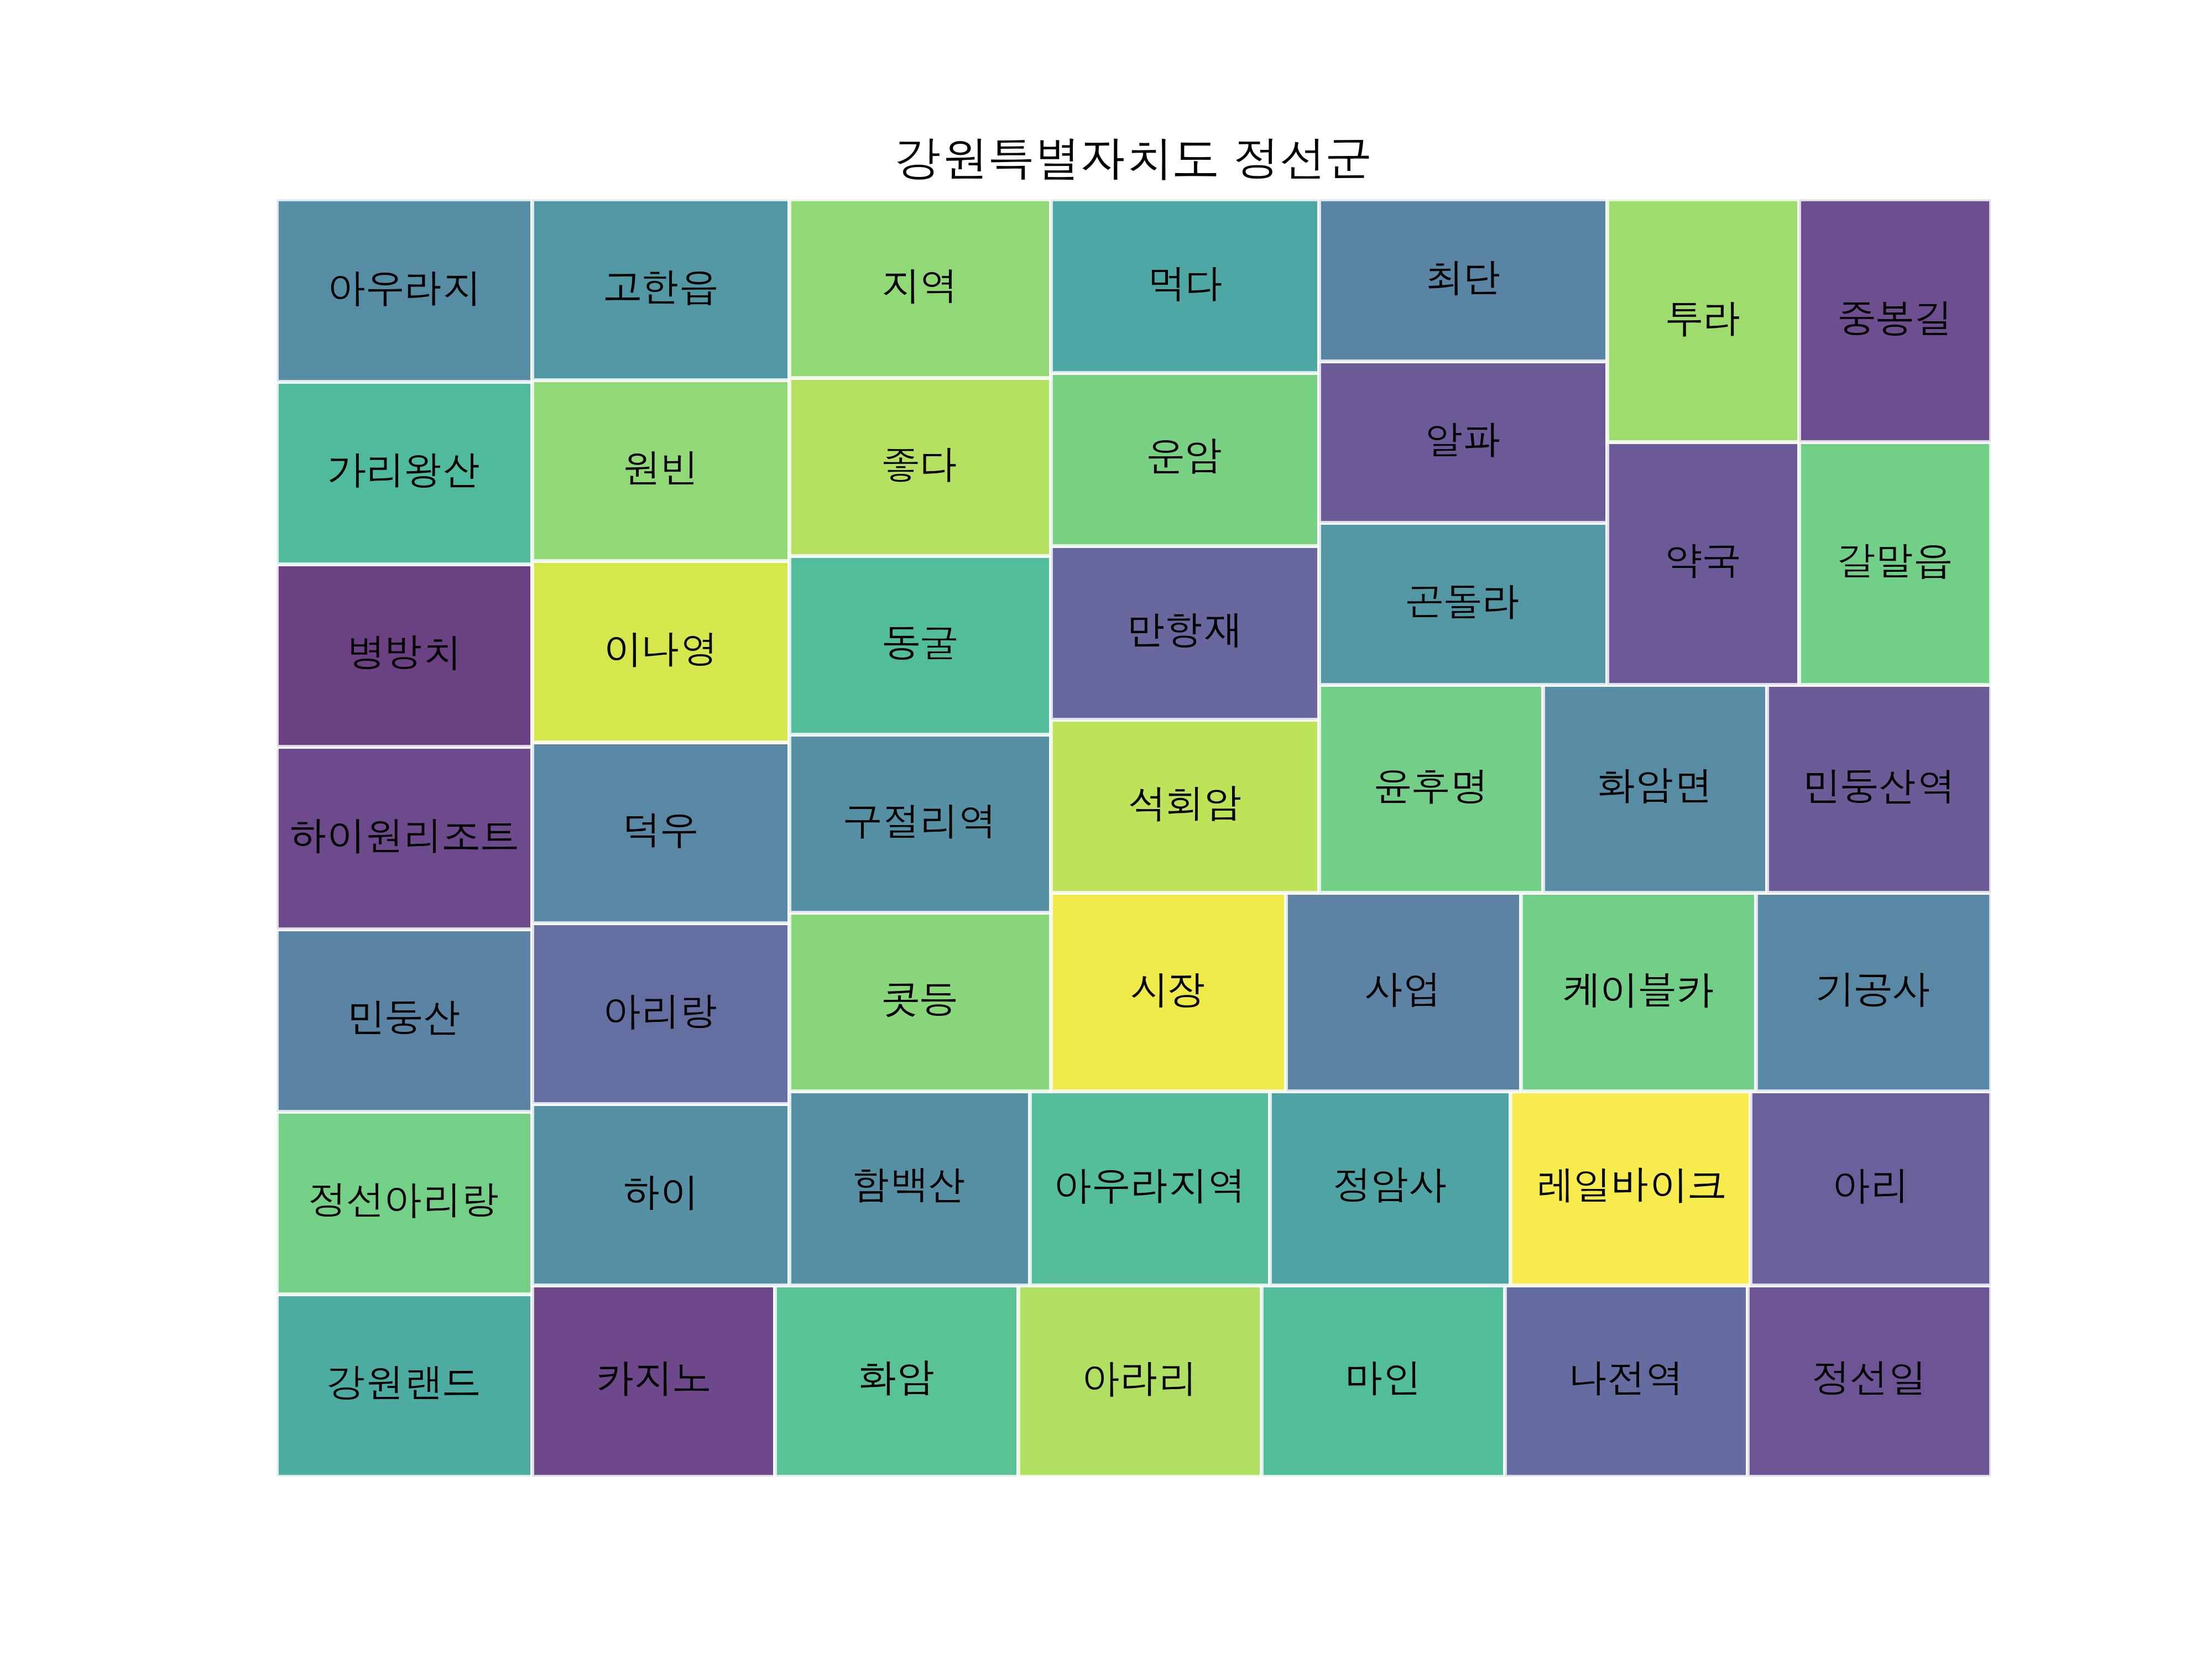 강원특별자치도 정선군
아우라지
고한읍
지역
먹다
최단
투라
중봉길
가리왕산
원빈
좋다
운암
알파
약국
갈말읍
병방치
이나영
동굴
만항재
곤돌라
하이원리조트
덕우
구절리역
석회암
윤후명
화암면
민둥산역
민둥산
아리랑
곳등
시장
사업
케이블카
기공사
정선아리랑
하이
함백산
아우라지역
정암사
레일바이크
아리
강원랜드
카지노
화암
아라리
마인
나전역
정선일